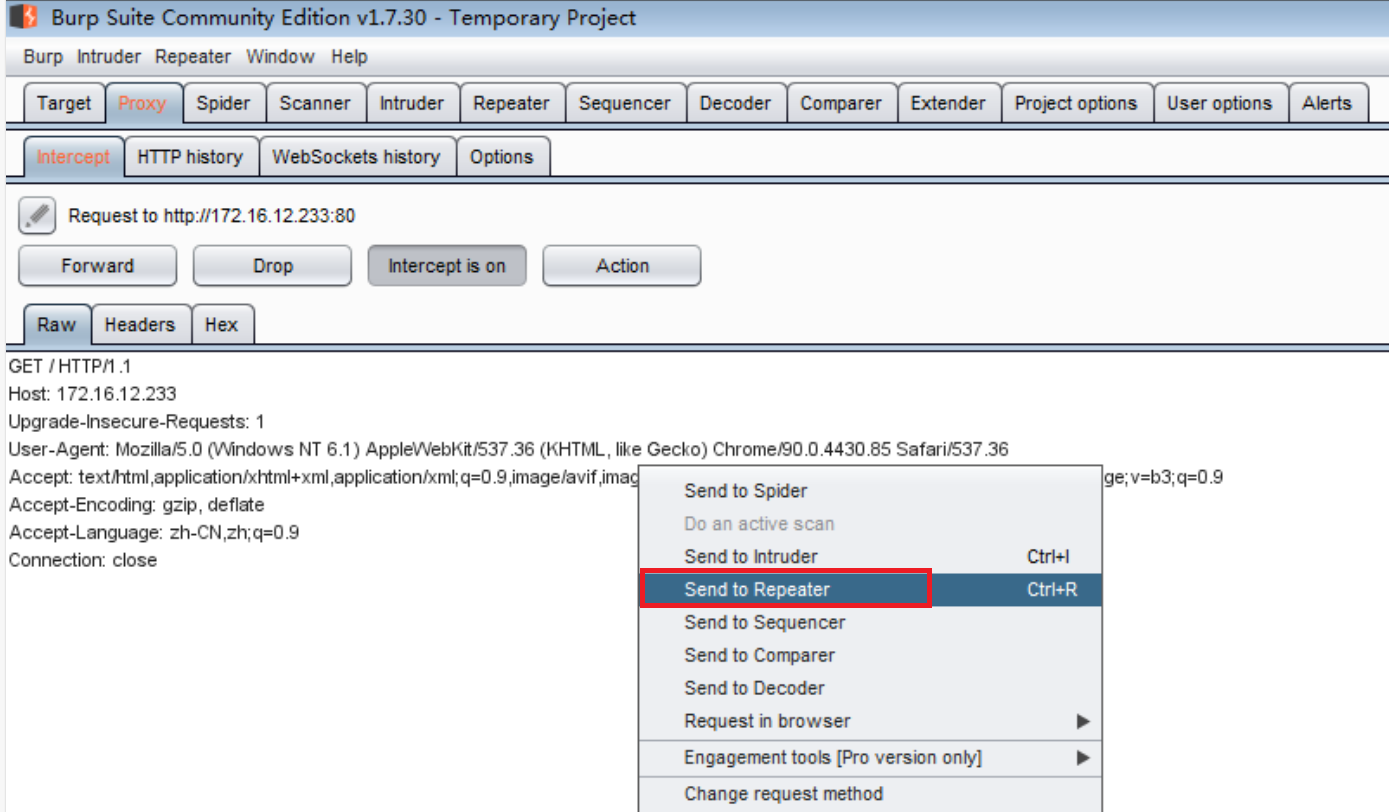 Burp Suite Community Edition v1.7.30 - Temporary Project
Burp Intruder Repeater Window Help
Target Proxy Spider Scanner Intruder Repeater Sequencer Decoder Comparer Extender Project options User options Alerts
Intercept HTTP history WebSockets history Options
Request to http://172.16.12.233:80
Forward Drop Intercept is on Action
Raw Headers Hex
GET / HTTP/1.1
Host: 172.16.12.233
Upgrade-Insecure-Requests: 1
User-Agent: Mozilla/5.0 (Windows NT 6.1) AppleWebKit/537.36 (KHTML, like Gecko) Chrome/90.0.4430.85 Safari/537.36
Accept: text/html,application/xhtml+xml,application/xml;q=0.9,image/avif,imag ge;v=b3;q=0.9
Accept-Encoding: gzip, deflate
Accept-Language: zh-CN,zh;q=0.9
Connection: close
Send to Spider
Do an active scan
Send to Intruder Ctrl+I
Send to Repeater Ctrl+R
Send to Sequencer
Send to Comparer
Send to Decoder
Request in browser
Engagement tools [Pro version only]
Change request method